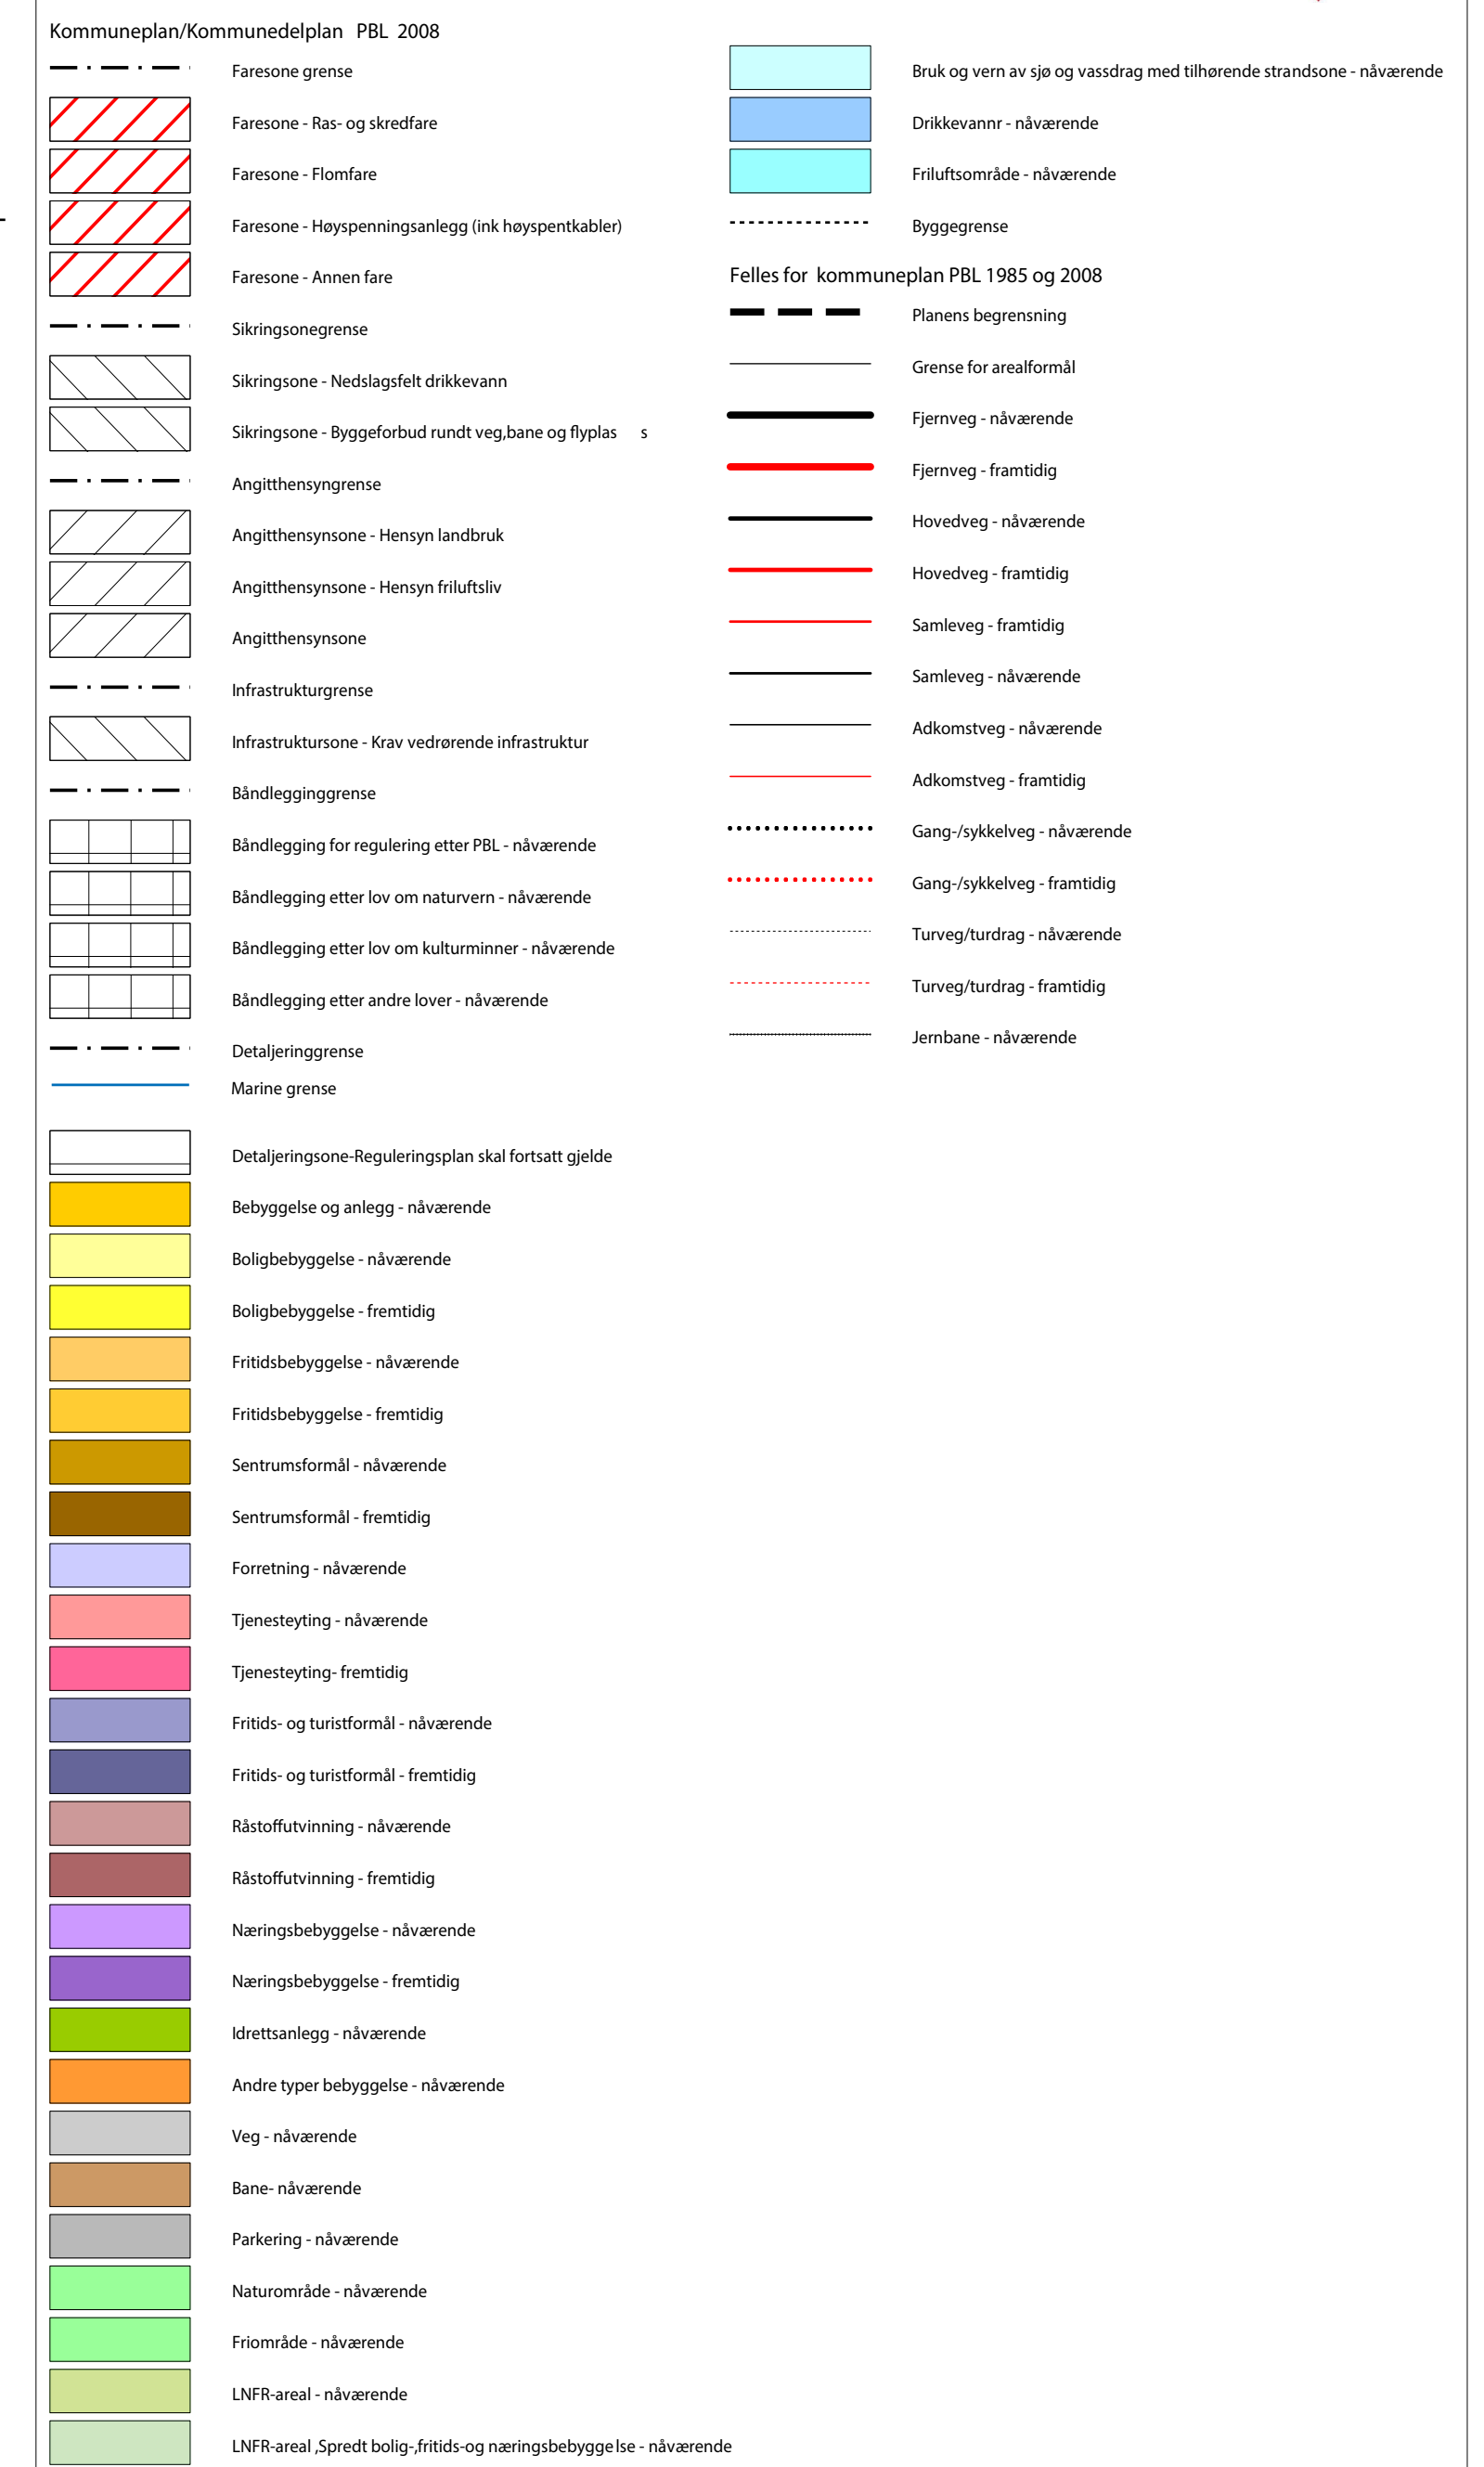 Kommuneplan/Kommunedelplan PBL 2008
Faresone grense
Faresone - Ras- og skredfare
Faresone - Flomfare
Faresone - Høyspenningsanlegg (ink høyspentkabler)
Faresone - Annen fare
Sikringsonegrense
Sikringsone - Nedslagsfelt drikkevann
Sikringsone - Byggeforbud rundt veg,bane og flyplas s
Angitthensyngrense
Angitthensynsone - Hensyn landbruk
Angitthensynsone - Hensyn friluftsliv
Angitthensynsone
Infrastrukturgrense
Infrastruktursone - Krav vedrørende infrastruktur
Båndlegginggrense
Båndlegging for regulering etter PBL - nåværende
Båndlegging etter lov om naturvern - nåværende
Båndlegging etter lov om kulturminner - nåværende
Båndlegging etter andre lover - nåværende
Detaljeringgrense
Marine grense
Detaljeringsone-Reguleringsplan skal fortsatt gjelde
Bebyggelse og anlegg - nåværende
Boligbebyggelse - nåværende
Boligbebyggelse - fremtidig
Fritidsbebyggelse - nåværende
Fritidsbebyggelse - fremtidig
Sentrumsformål - nåværende
Sentrumsformål - fremtidig
Forretning - nåværende
Tjenesteyting - nåværende
Tjenesteyting- fremtidig
Fritids- og turistformål - nåværende
Fritids- og turistformål - fremtidig
Råstoffutvinning - nåværende
Råstoffutvinning - fremtidig
Næringsbebyggelse - nåværende
Næringsbebyggelse - fremtidig
Idrettsanlegg - nåværende
Andre typer bebyggelse - nåværende
Veg - nåværende
Bane- nåværende
Parkering - nåværende
Naturområde - nåværende
Friområde - nåværende
LNFR-areal - nåværende
LNFR-areal ,Spredt bolig-,fritids-og næringsbebyggelse - nåværende
Bruk og vern av sjø og vassdrag med tilhørende strandsone - nåværende
Drikkevannr - nåværende
Friluftsområde - nåværende
Byggegrense
Felles for kommuneplan PBL 1985 og 2008
Planens begrensning
Grense for arealformål
Fjernveg - nåværende
Fjernveg - framtidig
Hovedveg - nåværende
Hovedveg - framtidig
Samleveg - framtidig
Samleveg - nåværende
Adkomstveg - nåværende
Adkomstveg - framtidig
Gang-/sykkelveg - nåværende
Gang-/sykkelveg - framtidig
Turveg/turdrag - nåværende
Turveg/turdrag - framtidig
Jernbane - nåværende